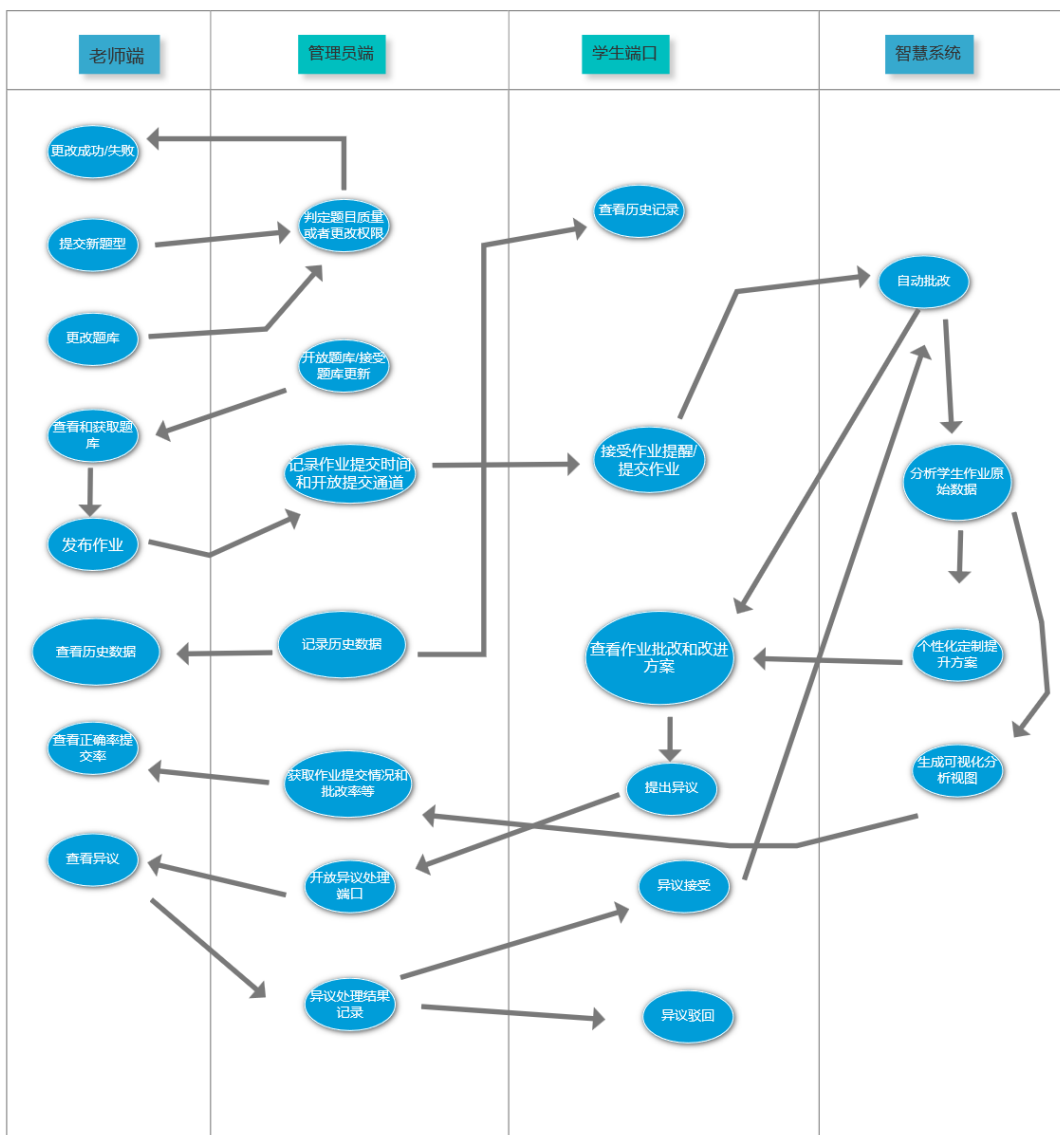 老师端
管理员端
学生端口
智慧系统
更改成功/失败
提交新题型
更改题库
查看和获取题
库
发布作业
查看历史数据
查看正确率提
交率
查看异议
判定题目质量
或者更改权限
开放题库/接受
题库更新
记录作业提交时间
和开放提交通道
记录历史数据
获取作业提交情况和
批改率等
开放异议处理
端口
异议处理结果
记录
查看历史记录
接受作业提醒/
提交作业
查看作业批改和改进
方案
提出异议
异议接受
异议驳回
自动批改
分析学生作业原
始数据
个性化定制提
升方案
生成可视化分
析视图